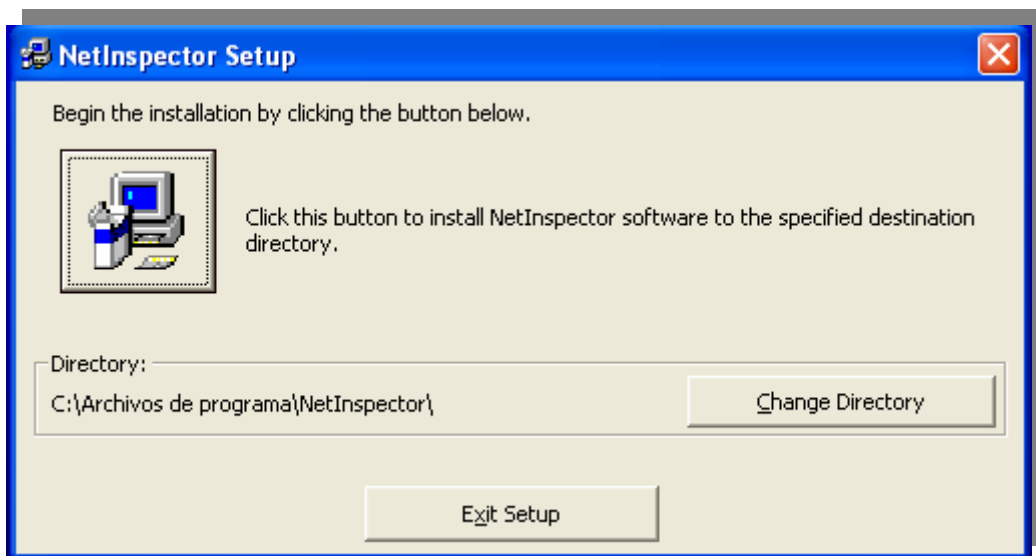 NetInspector Setup
Begin the installation by clicking the button below.
Click this button to install NetInspector software to the specified destination
directory.
Directory:
C:\Archivos de programa\NetInspector\
Change Directory
Exit Setup